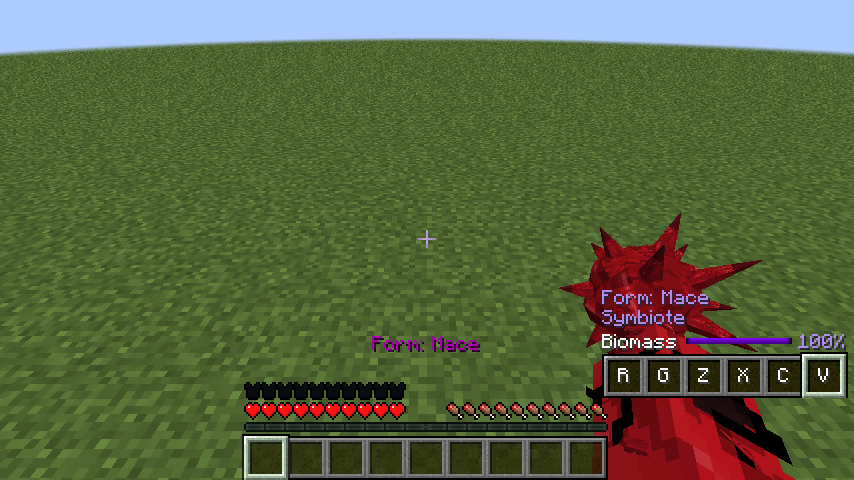 Form: Mace
Symbiote
Biomass 100%
Form: Mace
R G Z X C V